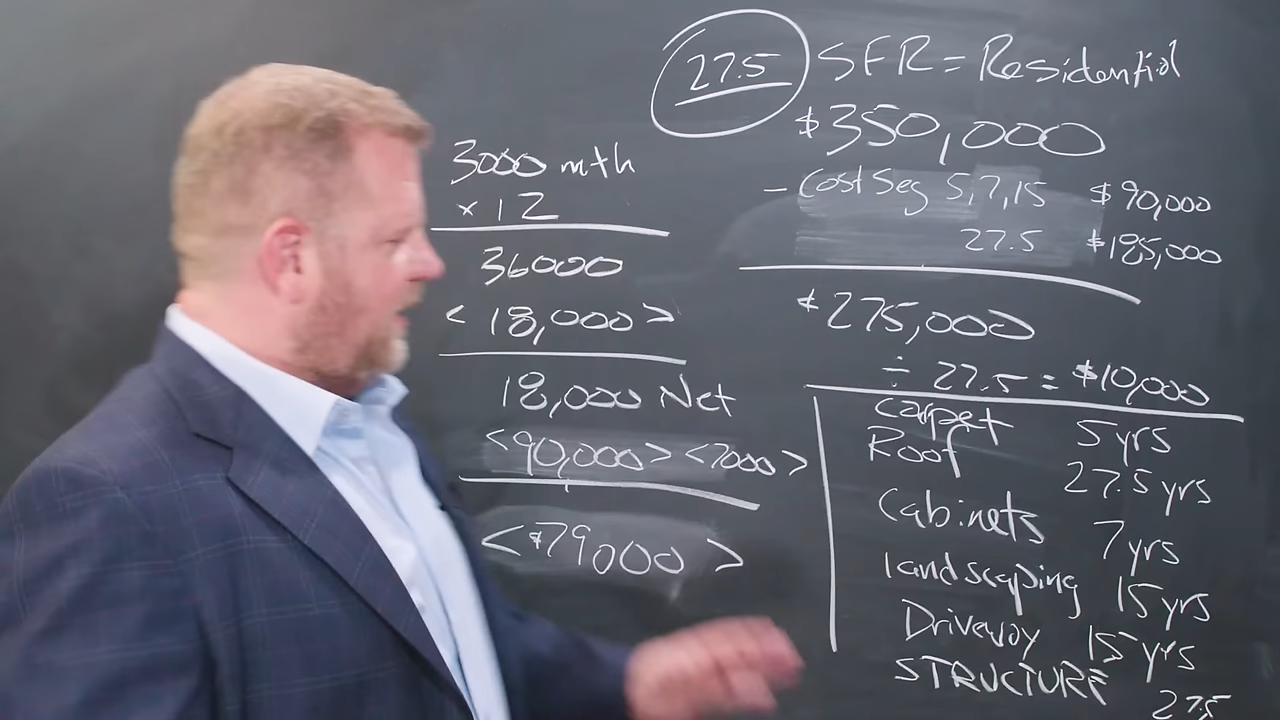 3000 mth
x 12
36000
< 18,000 >
18,000 Net
<90,000> <7000>
<$79000 >
27.5 SFR = Residential
$350,000
- Cost Seg 5,7,15 $90,000
27.5 $185,000
$275,000
÷ 27.5 = $10,000
Carpet 5 yrs
Roof 27.5 yrs
Cabinets 7 yrs
landscaping 15 yrs
Driveway 15 yrs
STRUCTURE 27.5